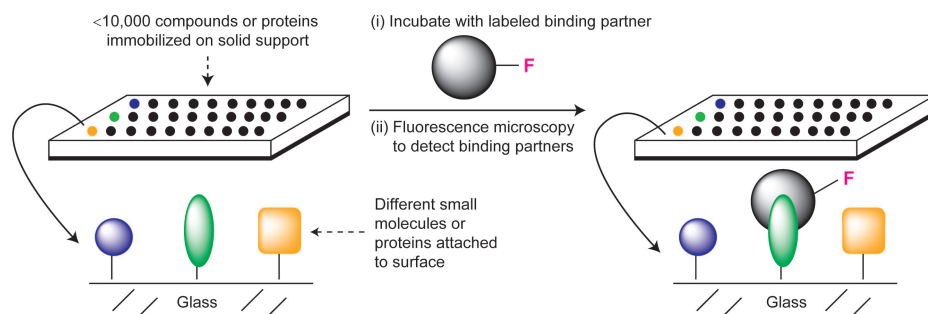 <10,000 compounds or proteins
immobilized on solid support
(i) Incubate with labeled binding partner
F
(ii) Fluorescence microscopy
to detect binding partners
Different small
molecules or
proteins attached
to surface
Glass
F
Glass